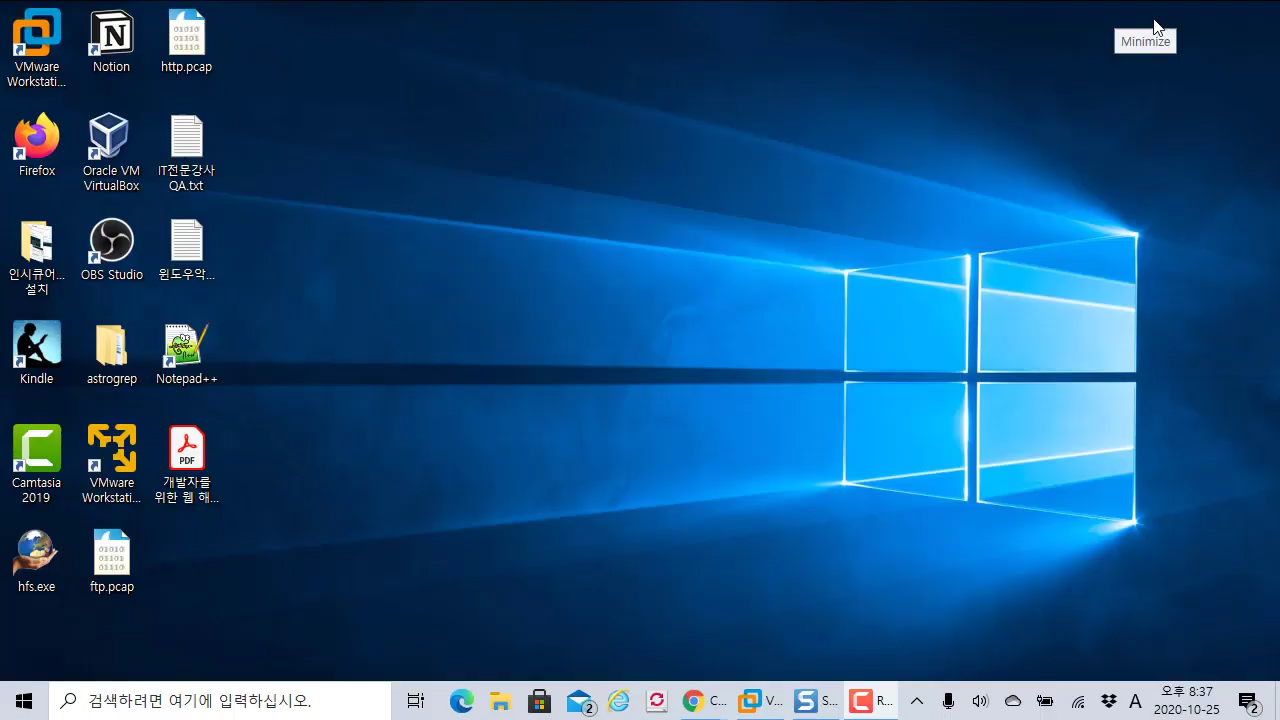 Minimize
VMware
Workstati...
Notion
http.pcap
Firefox
Oracle VM
VirtualBox
IT전문강사
QA.txt
인시큐어...
설치
OBS Studio
윈도우악...
Kindle
astrogrep
Notepad++
Camtasia
2019
VMware
Workstati...
PDF
개발자를
위한 웹 해...
hfs.exe
ftp.pcap
검색하려면 여기에 입력하십시오.
2
C...
V...
S...
R...
A
오후 8:37
2020-10-25
2